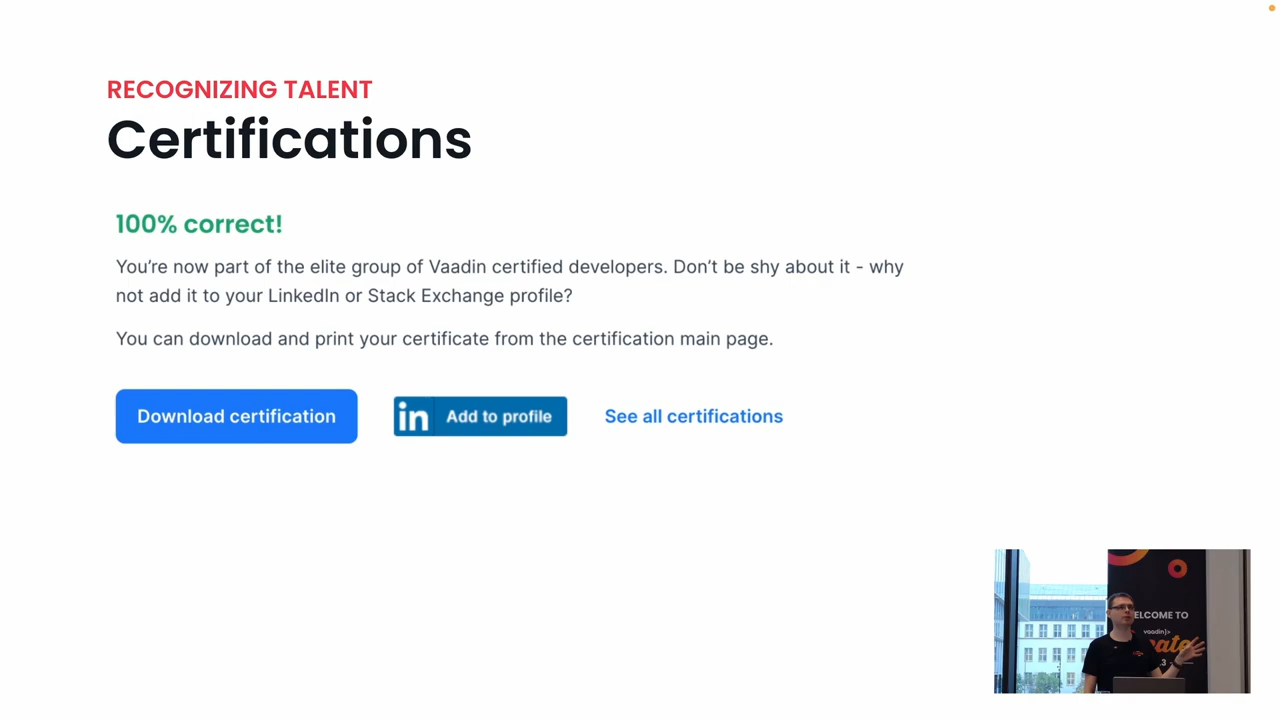 RECOGNIZING TALENT
Certifications
100% correct!
You're now part of the elite group of Vaadin certified developers. Don't be shy about it - why
not add it to your LinkedIn or Stack Exchange profile?
You can download and print your certificate from the certification main page.
Download certification
in Add to profile
See all certifications
ELCOME TO
vaadin}>